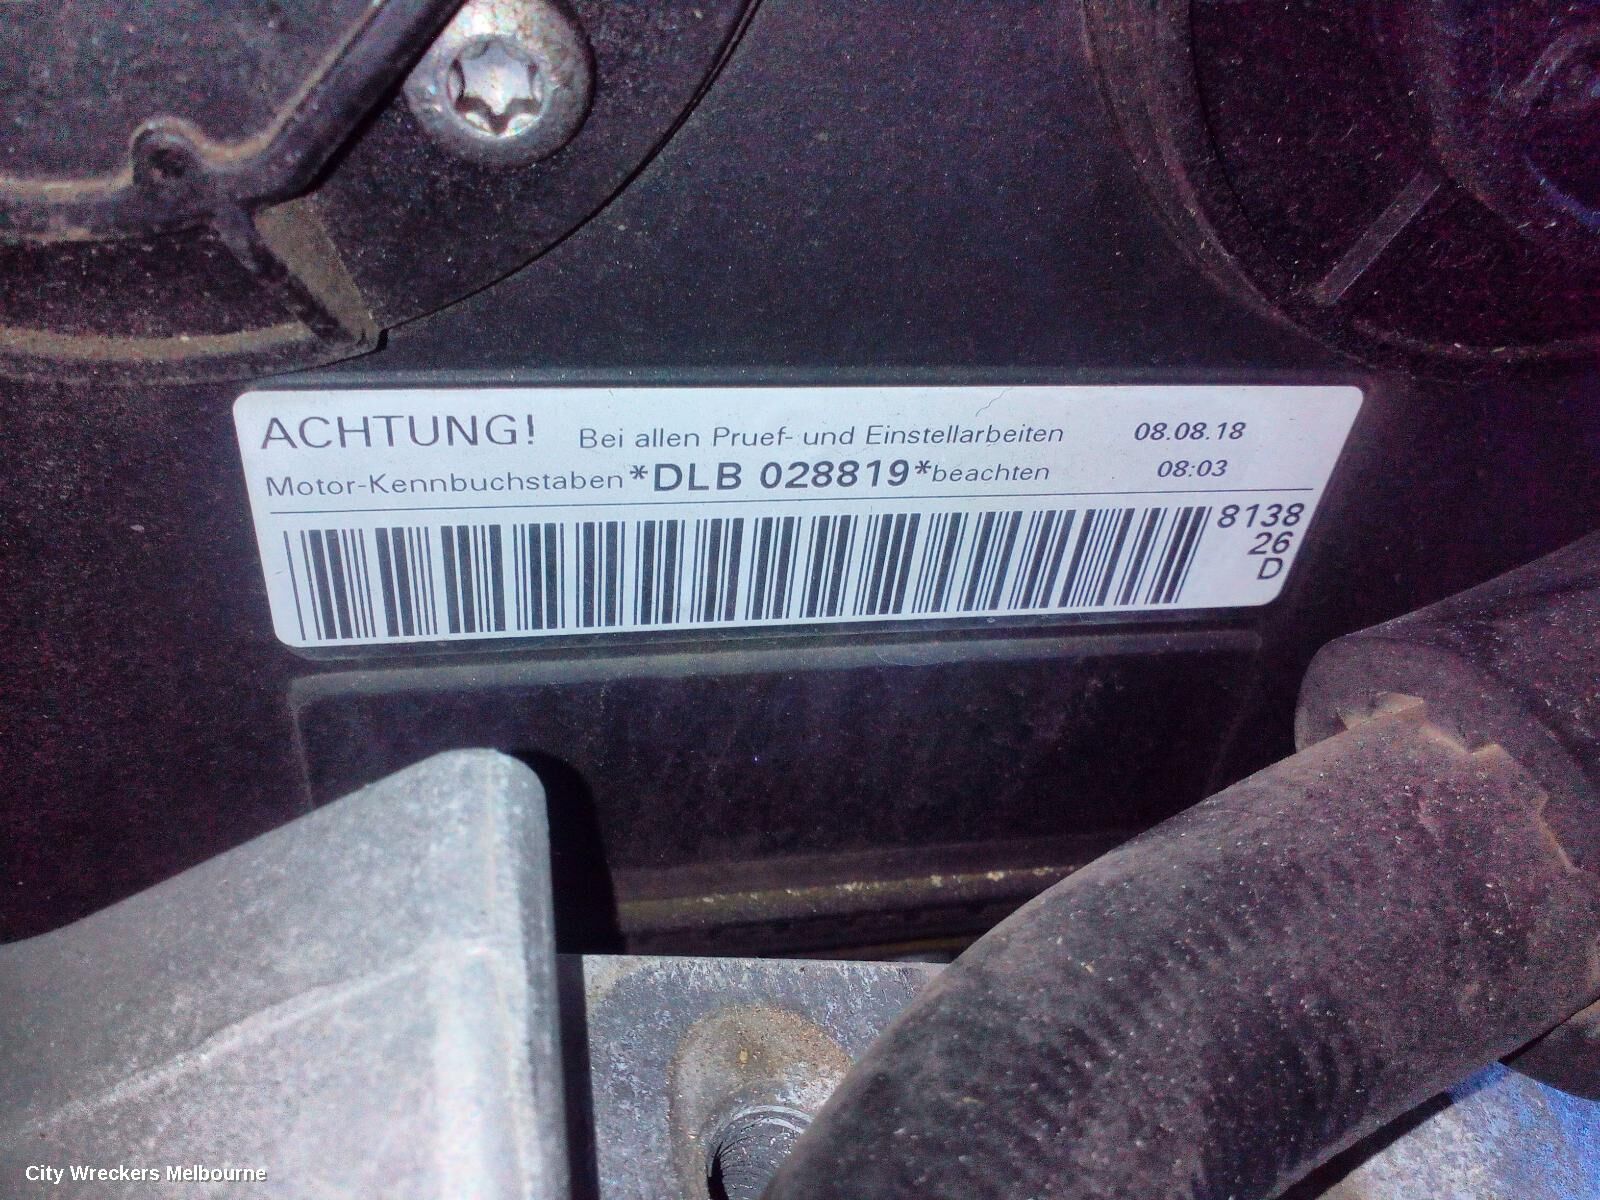 ACHTUNG! Bei allen Pruef- und Einstellarbeiten 08.08.18
Motor-Kennbuchstaben *DLB 028819* beachten 08:03
8138
26
D
City Wreckers Melbourne